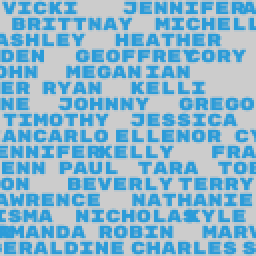 VICKI JENNIFER
BRITTNAY MICHELL
ASHLEY HEATHER
DEN GEOFFREY CORY
OHN MEGAN IAN
ER RYAN KELLI
NE JOHNNY GREGO
TIMOTHY JESSICA
ANCARLO ELLENOR CY
ENNIFER KELLY FRA
ENN PAUL TARA TOE
ON BEVERLY TERRY
AWRENCE NATHANIE
ISMA NICHOLAS KYLE
AMANDA ROBIN MARV
GERALDINE CHARLES S